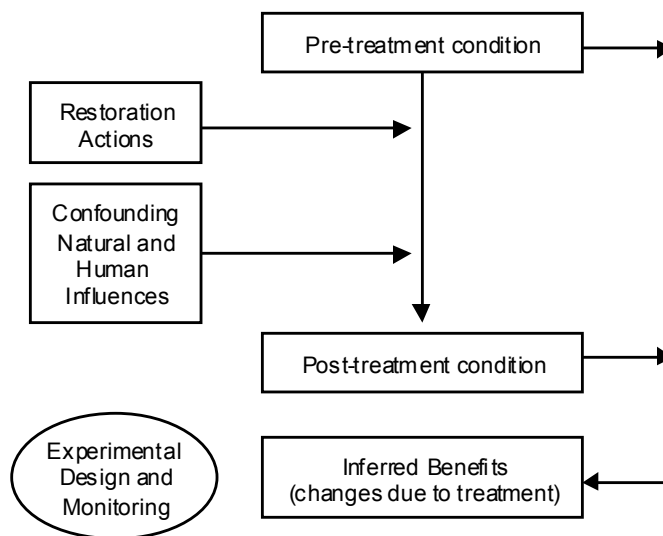 Pre-treatment condition
Restoration
Actions
Confounding
Natural and
Human
Influences
Post-treatment condition
Experimental
Design and
Monitoring
Inferred Benefits
(changes due to treatment)